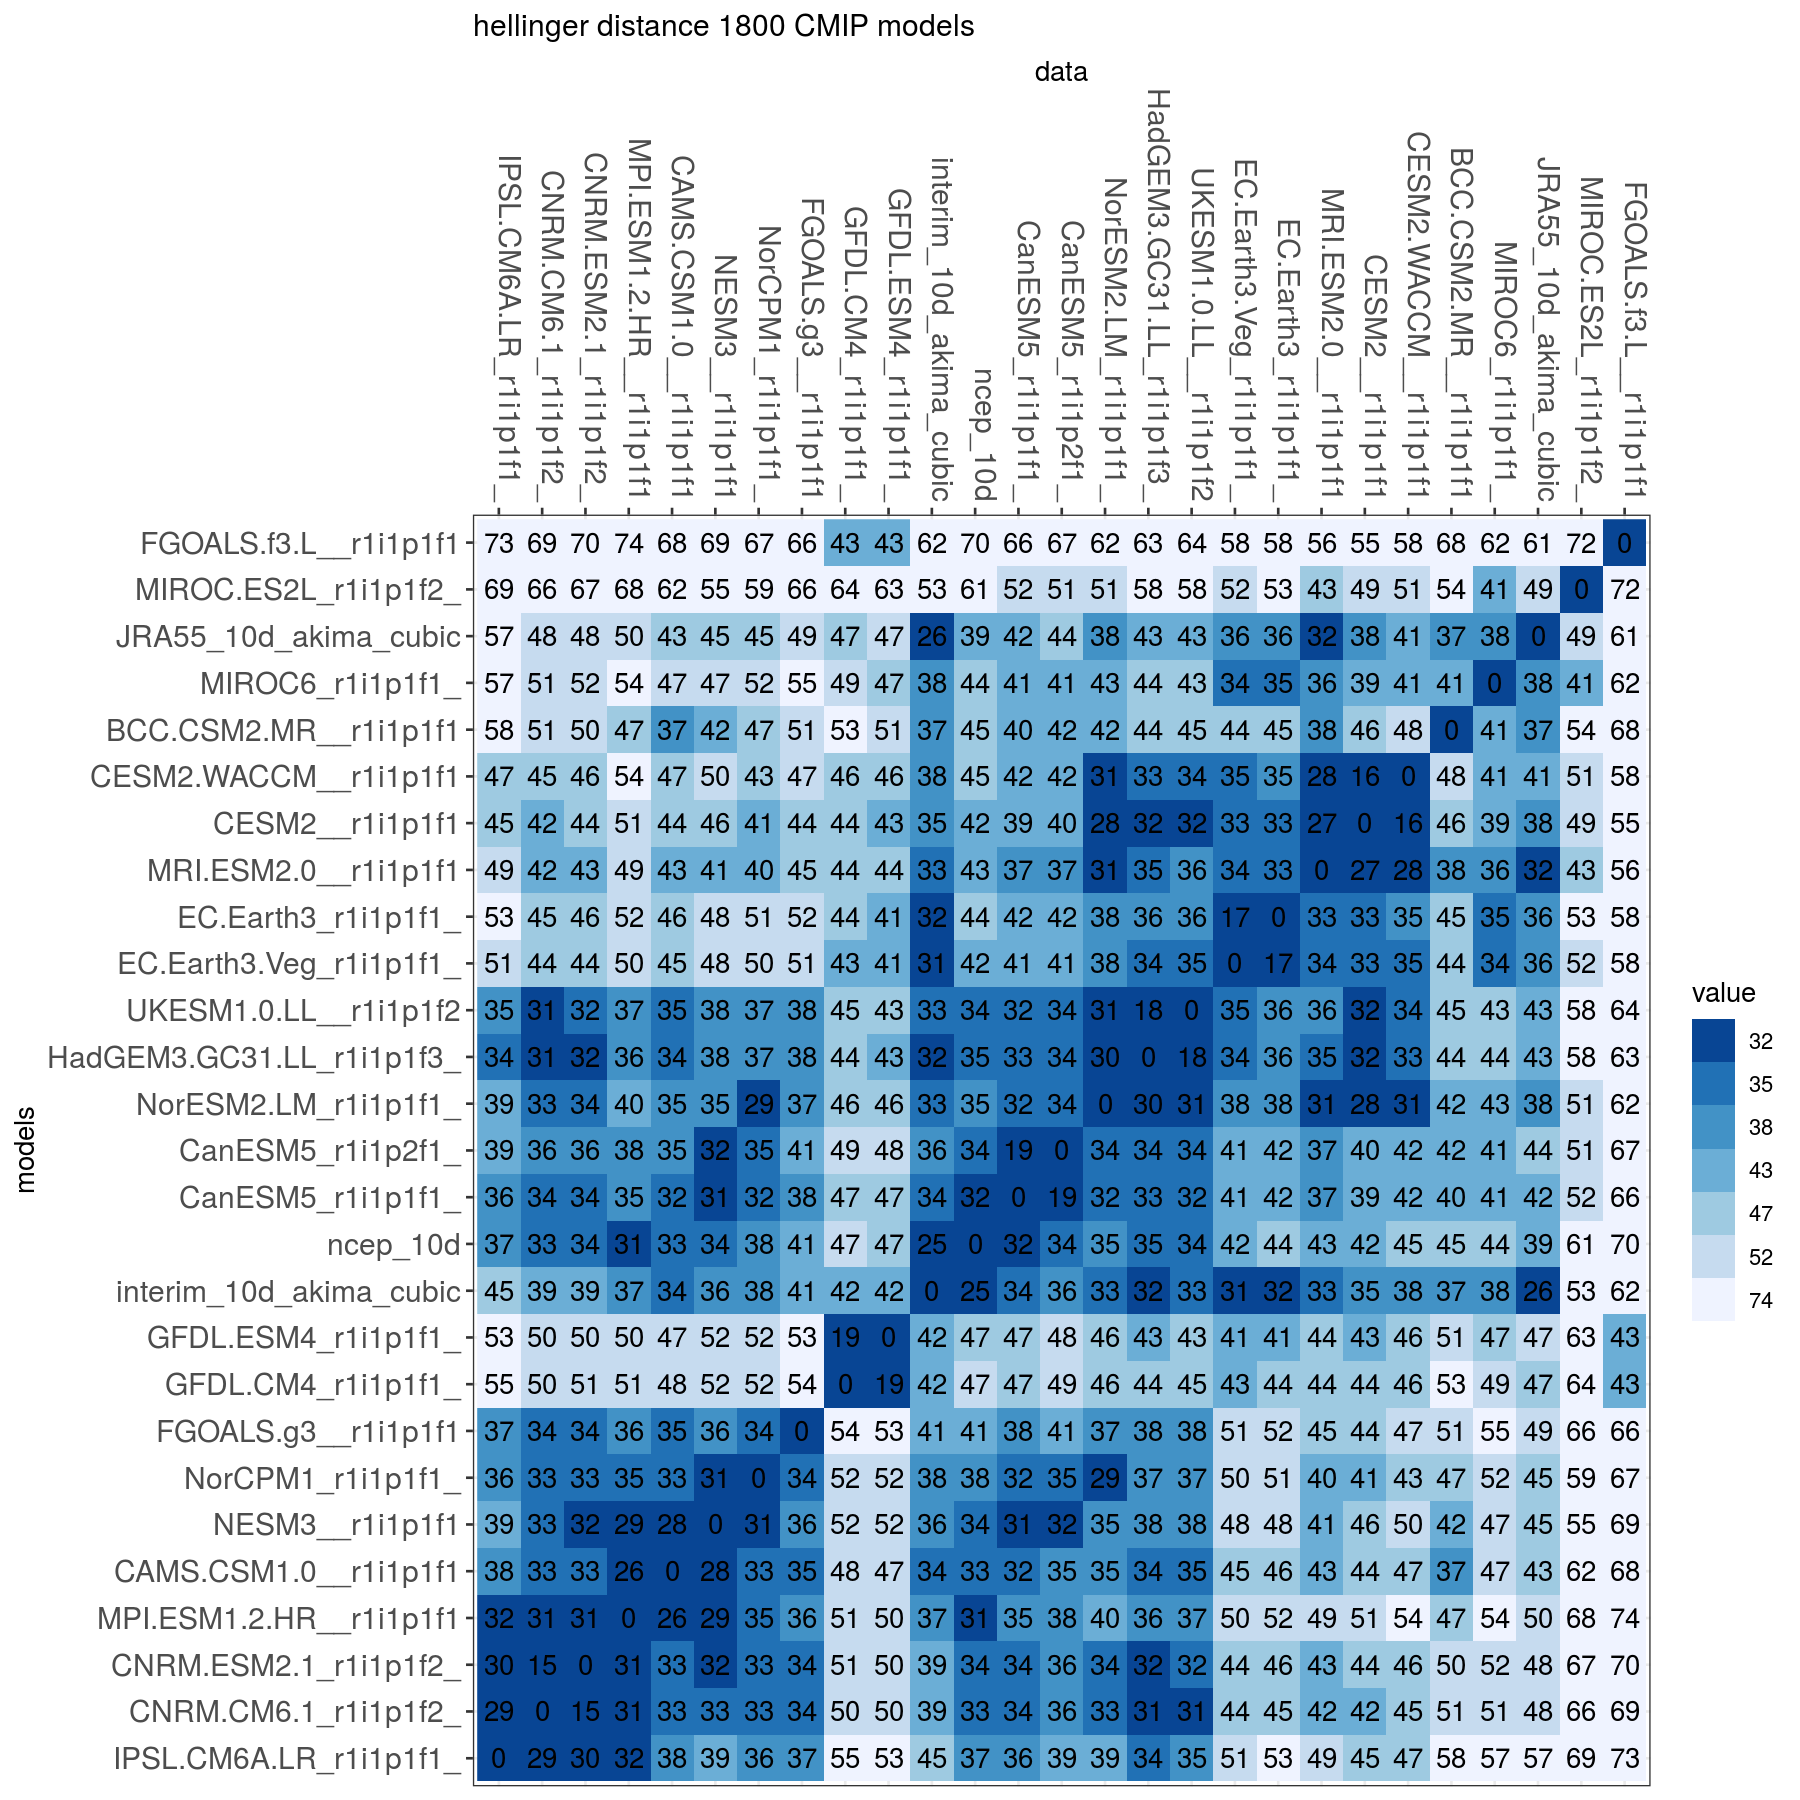 hellinger distance 1800 CMIP models
data
IPSL.CM6A.LR_r1i1p1f1_
CNRM.CM6.1_r1i1p1f2_
CNRM.ESM2.1_r1i1p1f2_
MPI.ESM1.2.HR__r1i1p1f1
CAMS.CSM1.0__r1i1p1f1
NESM3__r1i1p1f1
NorCPM1_r1i1p1f1_
FGOALS.g3__r1i1p1f1
GFDL.CM4_r1i1p1f1_
GFDL.ESM4_r1i1p1f1_
interim_10d_akima_cubic
ncep_10d
CanESM5_r1i1p1f1_
CanESM5_r1i1p2f1_
NorESM2.LM_r1i1p1f1_
HadGEM3.GC31.LL_r1i1p1f3_
UKESM1.0.LL__r1i1p1f2
EC.Earth3.Veg_r1i1p1f1_
EC.Earth3_r1i1p1f1_
MRI.ESM2.0__r1i1p1f1
CESM2__r1i1p1f1
CESM2.WACCM__r1i1p1f1
BCC.CSM2.MR__r1i1p1f1
MIROC6_r1i1p1f1_
JRA55_10d_akima_cubic
MIROC.ES2L_r1i1p1f2_
FGOALS.f3.L__r1i1p1f1
FGOALS.f3.L__r1i1p1f1 73 69 70 74 68 69 67 66 43 43 62 70 66 67 62 63 64 58 58 56 55 58 68 62 61 72 0
MIROC.ES2L_r1i1p1f2_ 69 66 67 68 62 55 59 66 64 63 53 61 52 51 51 58 58 52 53 43 49 51 54 41 49 0 72
JRA55_10d_akima_cubic 57 48 48 50 43 45 45 49 47 47 26 39 42 44 38 43 43 36 36 32 38 41 37 38 0 49 61
MIROC6_r1i1p1f1_ 57 51 52 54 47 47 52 55 49 47 38 44 41 41 43 44 43 34 35 36 39 41 41 0 38 41 62
BCC.CSM2.MR__r1i1p1f1 58 51 50 47 37 42 47 51 53 51 37 45 40 42 42 44 45 44 45 38 46 48 0 41 37 54 68
CESM2.WACCM__r1i1p1f1 47 45 46 54 47 50 43 47 46 46 38 45 42 42 31 33 34 35 35 28 16 0 48 41 41 51 58
CESM2__r1i1p1f1 45 42 44 51 44 46 41 44 44 43 35 42 39 40 28 32 32 33 33 27 0 16 46 39 38 49 55
MRI.ESM2.0__r1i1p1f1 49 42 43 49 43 41 40 45 44 44 33 43 37 37 31 35 36 34 33 0 27 28 38 36 32 43 56
EC.Earth3_r1i1p1f1_ 53 45 46 52 46 48 51 52 44 41 32 44 42 42 38 36 36 17 0 33 33 35 45 35 36 53 58
EC.Earth3.Veg_r1i1p1f1_ 51 44 44 50 45 48 50 51 43 41 31 42 41 41 38 34 35 0 17 34 33 35 44 34 36 52 58
UKESM1.0.LL__r1i1p1f2 35 31 32 37 35 38 37 38 45 43 33 34 32 34 31 18 0 35 36 36 32 34 45 43 43 58 64
HadGEM3.GC31.LL_r1i1p1f3_ 34 31 32 36 34 38 37 38 44 43 32 35 33 34 30 0 18 34 36 35 32 33 44 44 43 58 63
NorESM2.LM_r1i1p1f1_ 39 33 34 40 35 35 29 37 46 46 33 35 32 34 0 30 31 38 38 31 28 31 42 43 38 51 62
CanESM5_r1i1p2f1_ 39 36 36 38 32 32 35 41 49 48 36 34 19 0 34 34 34 41 42 37 40 42 42 41 44 51 67
CanESM5_r1i1p1f1_ 36 34 34 35 32 31 32 38 47 47 34 32 0 19 32 33 32 41 42 37 39 42 40 41 42 52 66
ncep_10d 37 33 34 31 33 34 38 41 47 47 25 0 32 34 35 35 34 42 44 43 42 45 45 44 39 61 70
interim_10d_akima_cubic 45 39 39 37 34 36 38 41 42 42 0 25 34 36 33 32 33 31 32 33 35 38 37 38 26 53 62
GFDL.ESM4_r1i1p1f1_ 53 50 50 50 47 52 52 53 19 0 42 47 47 48 46 43 43 41 41 44 43 46 51 47 47 63 43
GFDL.CM4_r1i1p1f1_ 55 50 51 51 48 52 52 54 0 19 42 47 47 49 46 44 45 43 44 44 44 46 53 49 47 64 43
FGOALS.g3__r1i1p1f1 37 34 34 36 35 36 34 0 54 53 41 41 38 41 37 38 38 51 52 45 44 47 51 55 49 66 66
NorCPM1_r1i1p1f1_ 36 33 33 35 33 31 0 34 52 52 38 38 32 35 29 37 37 50 51 40 41 43 47 52 45 59 67
NESM3__r1i1p1f1 39 33 32 29 28 0 31 36 52 52 36 34 31 32 35 38 38 48 48 41 46 50 42 47 45 55 69
CAMS.CSM1.0__r1i1p1f1 38 33 33 26 0 28 33 35 48 47 34 33 32 35 35 34 35 45 46 43 44 47 37 47 43 62 68
MPI.ESM1.2.HR__r1i1p1f1 32 31 31 0 26 29 35 36 51 50 37 31 35 38 40 36 37 50 52 49 51 54 47 54 50 68 74
CNRM.ESM2.1_r1i1p1f2_ 30 15 0 31 33 32 33 34 51 50 39 34 34 36 34 32 32 44 46 43 44 46 50 52 48 67 70
CNRM.CM6.1_r1i1p1f2_ 29 0 15 31 33 33 33 34 50 50 39 33 34 36 33 31 31 44 45 42 42 45 51 51 48 66 69
IPSL.CM6A.LR_r1i1p1f1_ 0 29 30 32 38 39 36 37 55 53 45 37 36 39 39 34 35 51 53 49 45 47 58 57 57 69 73
models
value
32
35
38
43
47
52
74